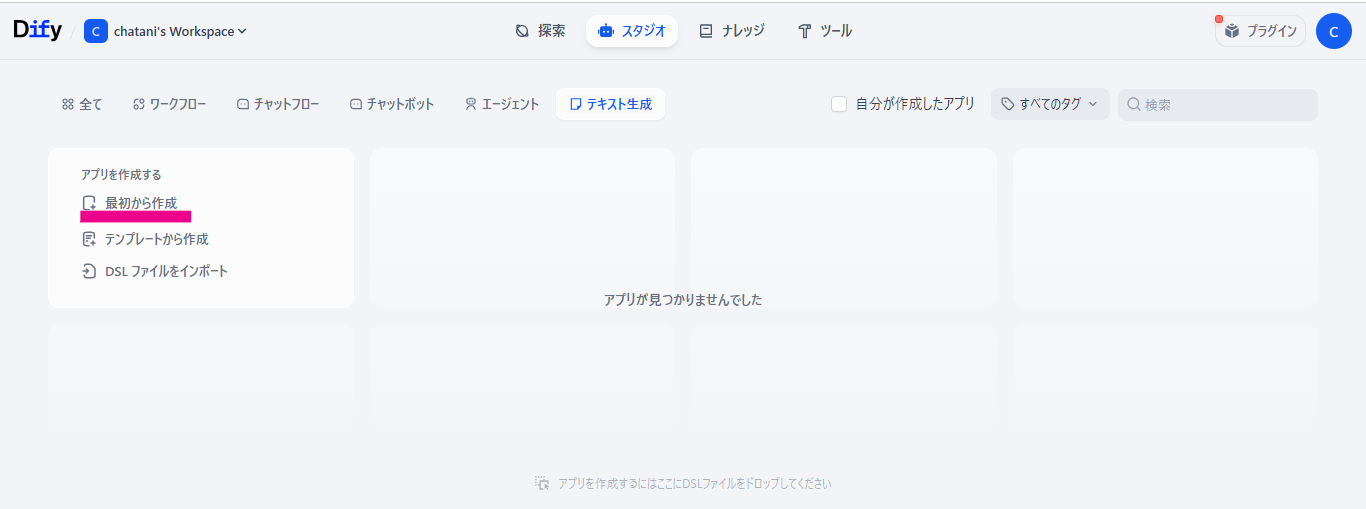 Dify / C chatani's Workspace 探索 スタジオ ナレッジ ツール プラグイン C
全て ワークフロー チャットフロー チャットボット エージェント テキスト生成 自分が作成したアプリ すべてのタグ 検索
アプリを作成する
最初から作成
テンプレートから作成
DSL ファイルをインポート
アプリが見つかりませんでした
アプリを作成するにはここにDSLファイルをドロップしてください